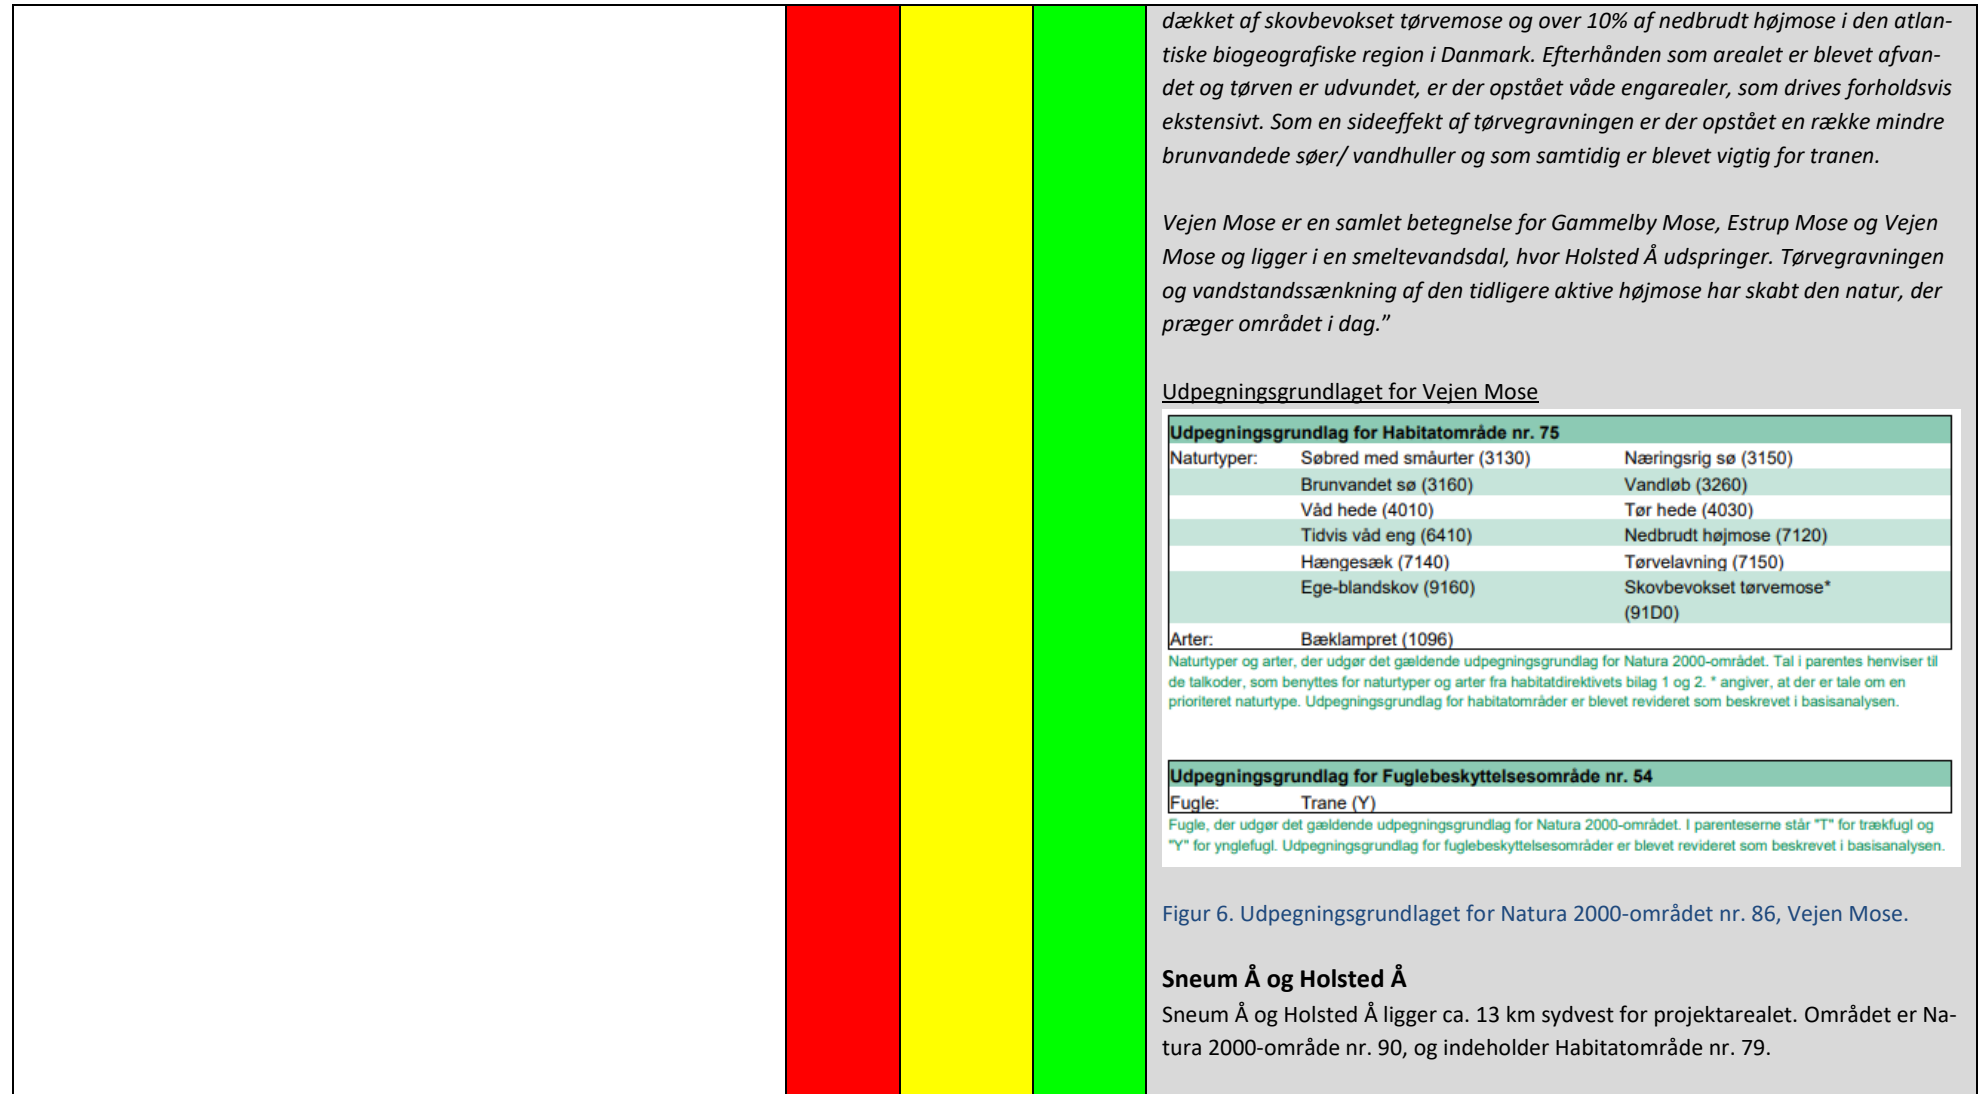 dækket af skovbevokset tørvemose og over 10% af nedbrudt højmose i den atlan-
tiske biogeografiske region i Danmark. Efterhånden som arealet er blevet afvan-
det og tørven er udvundet, er der opstået våde engarealer, som drives forholdsvis
ekstensivt. Som en sideeffekt af tørvegravningen er der opstået en række mindre
brunvandede søer/ vandhuller og som samtidig er blevet vigtig for tranen.
Vejen Mose er en samlet betegnelse for Gammelby Mose, Estrup Mose og Vejen
Mose og ligger i en smeltevandsdal, hvor Holsted Å udspringer. Tørvegravningen
og vandstandssænkning af den tidligere aktive højmose har skabt den natur, der
præger området i dag.”
Udpegningsgrundlaget for Vejen Mose
Udpegningsgrundlag for Habitatområde nr. 75
Naturtyper: Søbred med småurter (3130) Næringsrig sø (3150)
Brunvandet sø (3160) Vandløb (3260)
Våd hede (4010) Tør hede (4030)
Tidvis våd eng (6410) Nedbrudt højmose (7120)
Hængesæk (7140) Tørvelavning (7150)
Ege-blandskov (9160) Skovbevokset tørvemose*
(91D0)
Arter: Bæklampret (1096)
Naturtyper og arter, der udgør det gældende udpegningsgrundlag for Natura 2000-området. Tal i parentes henviser til
de talkoder, som benyttes for naturtyper og arter fra habitatdirektivets bilag 1 og 2. * angiver, at der er tale om en
prioriteret naturtype. Udpegningsgrundlag for habitatområder er blevet revideret som beskrevet i basisanalysen.
Udpegningsgrundlag for Fuglebeskyttelsesområde nr. 54
Fugle: Trane (Y)
Fugle, der udgør det gældende udpegningsgrundlag for Natura 2000-området. I parenteserne står "T" for trækfugl og
"Y" for ynglefugl. Udpegningsgrundlag for fuglebeskyttelsesområder er blevet revideret som beskrevet i basisanalysen.
Figur 6. Udpegningsgrundlaget for Natura 2000-området nr. 86, Vejen Mose.
Sneum Å og Holsted Å
Sneum Å og Holsted Å ligger ca. 13 km sydvest for projektarealet. Området er Na-
tura 2000-område nr. 90, og indeholder Habitatområde nr. 79.